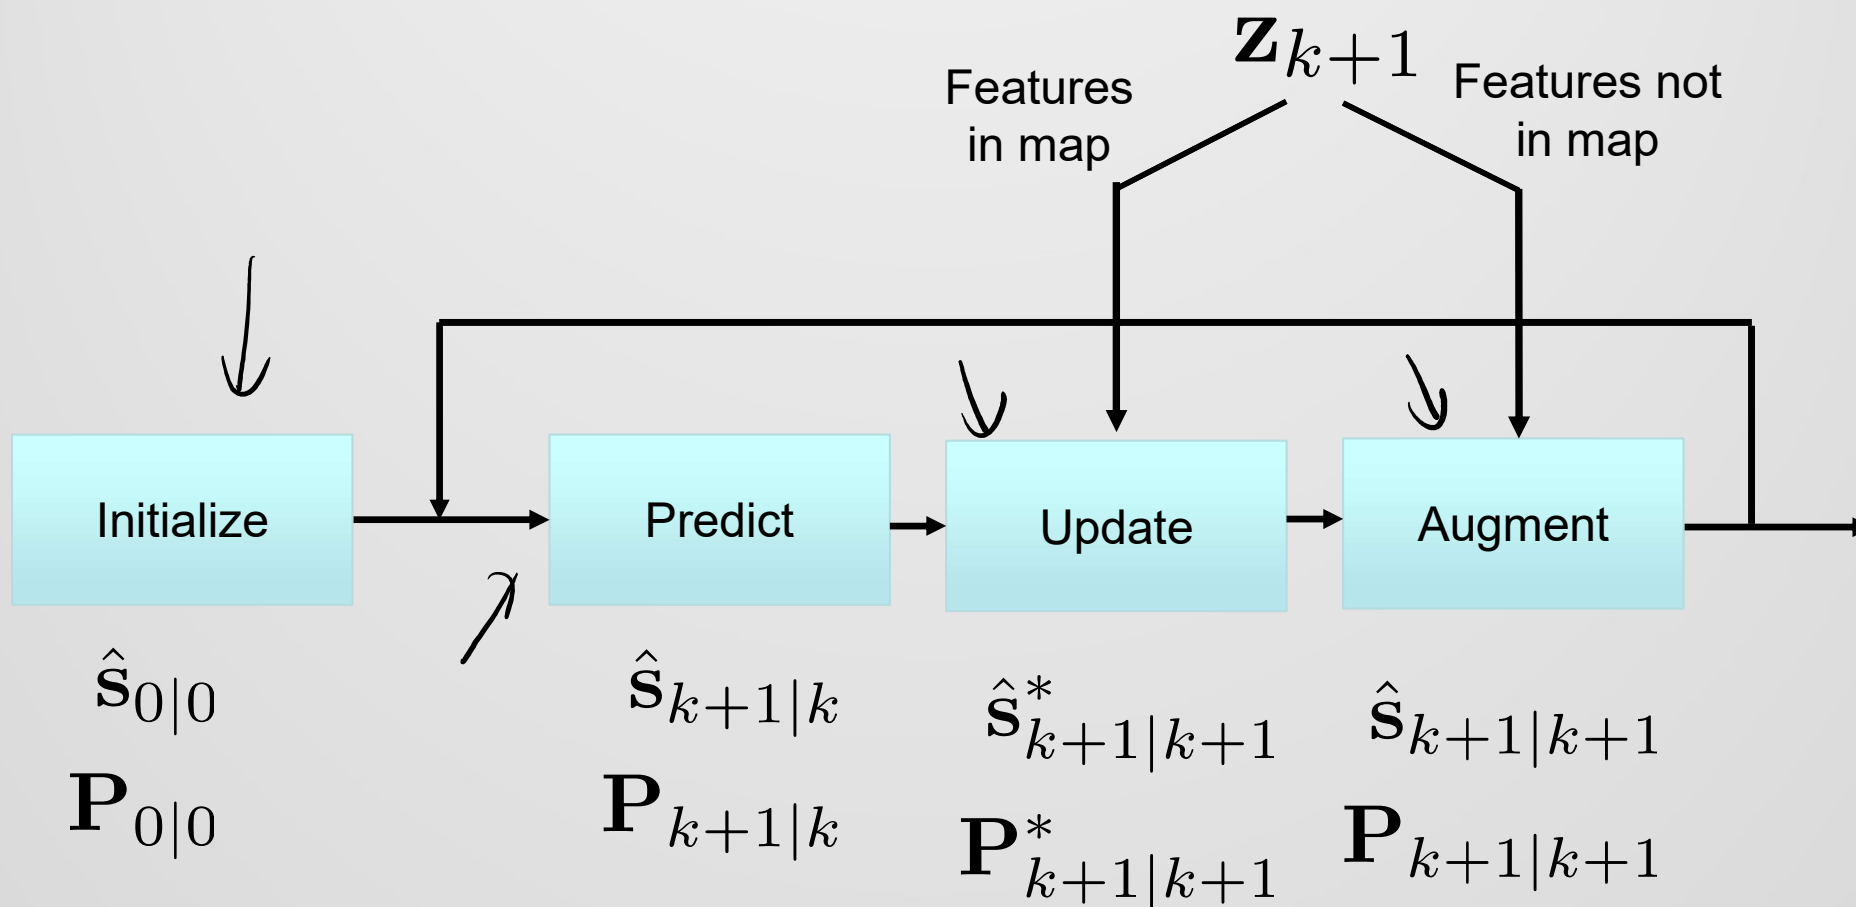 𝐳_{k+1}
Features
in map
Features not
in map
Initialize
Predict
Update
Augment
ŝ_{0|0}
P_{0|0}
ŝ_{k+1|k}
P_{k+1|k}
ŝ*_{k+1|k+1}
P*_{k+1|k+1}
ŝ_{k+1|k+1}
P_{k+1|k+1}